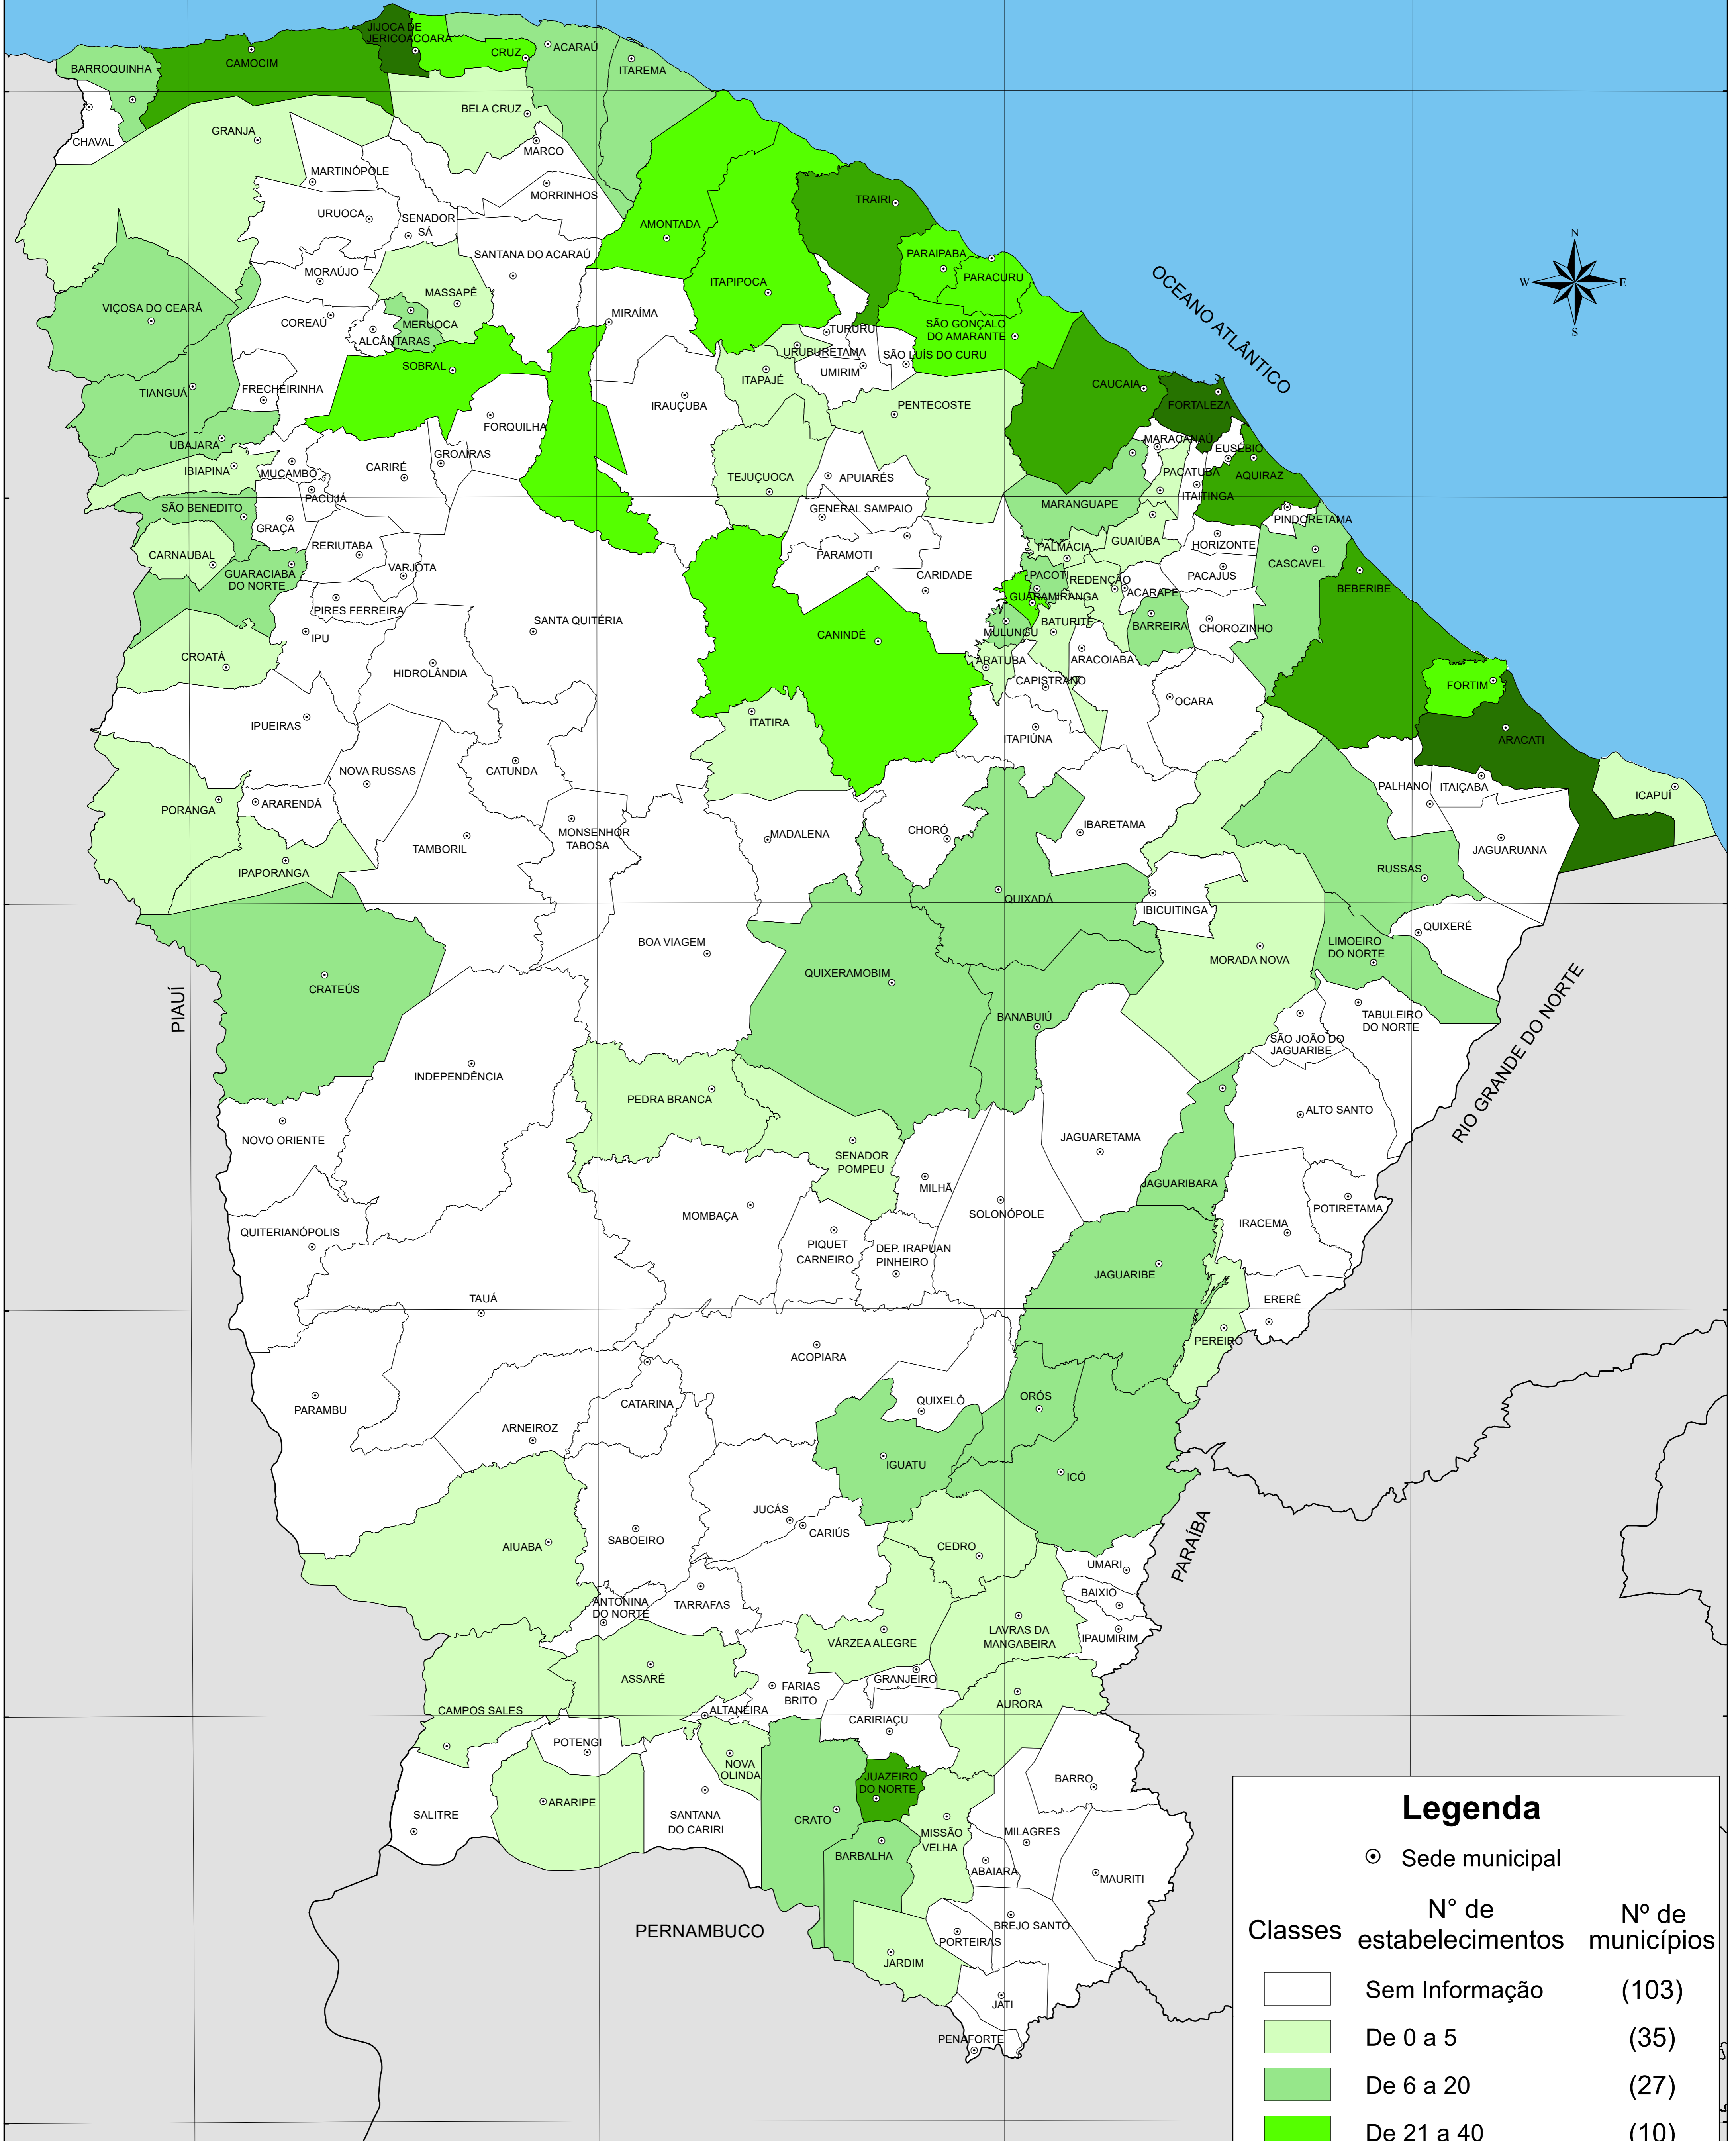 JIJOCA DE
JERICOACOARA
CRUZ
ACARAÚ
ITAREMA
BARROQUINHA
CAMOCIM
BELA CRUZ
GRANJA
CHAVAL
MARCO
MARTINÓPOLE
MORRINHOS
URUOCA
SENADOR
SÁ
TRAIRI
AMONTADA
SANTANA DO ACARAÚ
PARAIPABA
PARACURU
MORAÚJO
ITAPIPOCA
MASSAPÊ
VIÇOSA DO CEARÁ
MIRAÍMA
COREAÚ
MERUOCA
ALCÂNTARAS
TURURU
SÃO GONÇALO
DO AMARANTE
URUBURETAMA
SÃO LUÍS DO CURU
SOBRAL
UMIRIM
ITAPAJÉ
CAUCAIA
TIANGUÁ
FRECHEIRINHA
IRAUÇUBA
PENTECOSTE
FORTALEZA
FORQUILHA
UBAJARA
GROAÍRAS
MARACANAÚ
EUSÉBIO
IBIAPINA
MUCAMBO
CARIRÉ
TEJUÇUOCA
APUIARÉS
PACATUBA
AQUIRAZ
PACUJÁ
ITAITINGA
SÃO BENEDITO
GENERAL SAMPAIO
MARANGUAPE
GRAÇA
PINDORETAMA
RERIUTABA
CARNAUBAL
PARAMOTI
PALMÁCIA
GUAIÚBA
HORIZONTE
VARJOTA
GUARACIABA
DO NORTE
CARIDADE
PACOTI
REDENÇÃO
PACAJUS
CASCAVEL
BEBERIBE
GUARAMIRANGA
ACARAPE
PIRES FERREIRA
SANTA QUITÉRIA
CANINDÉ
MULUNGU
BATURITÉ
BARREIRA
CHOROZINHO
IPU
CROATÁ
HIDROLÂNDIA
ARATUBA
ARACOIABA
CAPISTRANO
FORTIM
OCARA
IPUEIRAS
ITATIRA
ITAPIÚNA
ARACATI
NOVA RUSSAS
CATUNDA
PALHANO
ITAIÇABA
ICAPUÍ
PORANGA
ARARENDÁ
MONSENHOR
TABOSA
MADALENA
CHORÓ
IBARETAMA
TAMBORIL
JAGUARUANA
IPAPORANGA
RUSSAS
QUIXADÁ
IBICUITINGA
QUIXERÉ
BOA VIAGEM
LIMOEIRO
DO NORTE
MORADA NOVA
QUIXERAMOBIM
CRATEÚS
BANABUIÚ
TABULEIRO
DO NORTE
SÃO JOÃO DO
JAGUARIBE
INDEPENDÊNCIA
PEDRA BRANCA
ALTO SANTO
NOVO ORIENTE
JAGUARETAMA
SENADOR
POMPEU
JAGUARIBARA
MILHÃ
POTIRETAMA
MOMBAÇA
SOLONÓPOLE
IRACEMA
QUITERIANÓPOLIS
PIQUET
CARNEIRO
DEP. IRAPUAN
PINHEIRO
JAGUARIBE
TAUÁ
ERERÊ
PEREIRO
ACOPIARA
PARAMBU
CATARINA
QUIXELÔ
ORÓS
ARNEIROZ
IGUATU
ICÓ
JUCÁS
CARIÚS
SABOEIRO
AIUABA
CEDRO
UMARI
BAIXIO
ANTONINA
DO NORTE
TARRAFAS
LAVRAS DA
MANGABEIRA
IPAUMIRIM
VÁRZEA ALEGRE
ASSARÉ
GRANJEIRO
FARIAS
BRITO
AURORA
CAMPOS SALES
ALTANEIRA
CARIRIAÇU
POTENGI
NOVA
OLINDA
JUAZEIRO
DO NORTE
BARRO
ARARIPE
SALITRE
SANTANA
DO CARIRI
CRATO
MISSÃO
VELHA
MILAGRES
BARBALHA
ABAIARA
MAURITI
BREJO SANTO
PORTEIRAS
JARDIM
JATI
PENAFORTE
OCEANO ATLÂNTICO
N
W
E
S
PIAUÍ
RIO GRANDE DO NORTE
PARAÍBA
PERNAMBUCO
Legenda
Sede municipal
Classes
N° de
estabelecimentos
Nº de
municípios
Sem Informação (103)
De 0 a 5 (35)
De 6 a 20 (27)
De 21 a 40 (10)